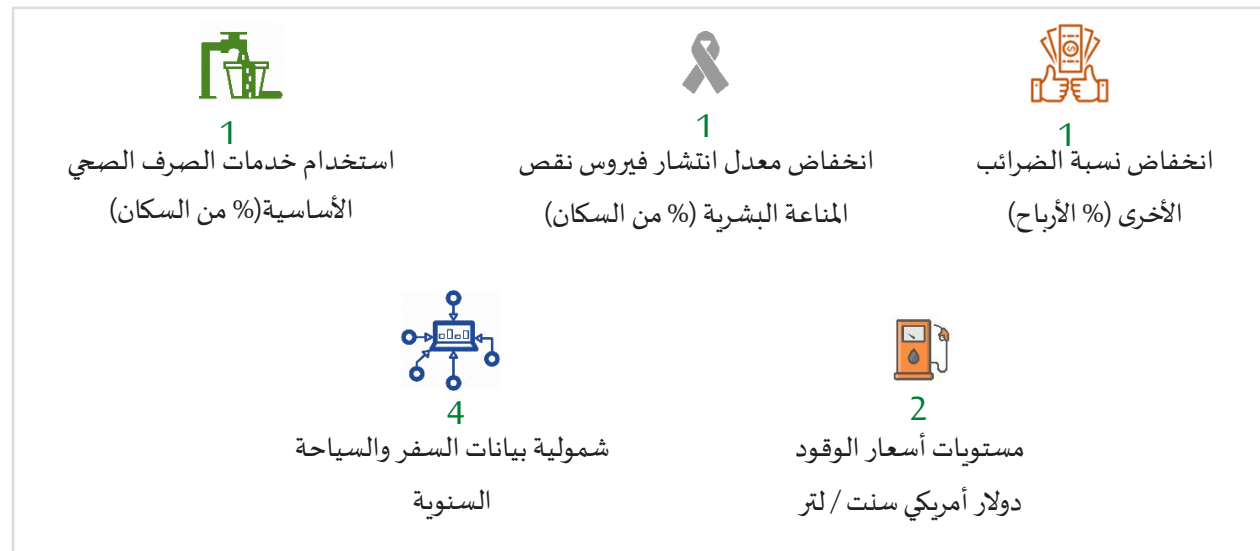 1
انخفاض نسبة الضرائب
الأخرى (% الأرباح)
1
انخفاض معدل انتشار فيروس نقص
المناعة البشرية (% من السكان)
1
استخدام خدمات الصرف الصحي
الأساسية(% من السكان)
2
مستويات أسعار الوقود
دولار أمريكي سنت / لتر
4
شمولية بيانات السفر والسياحة
السنوية